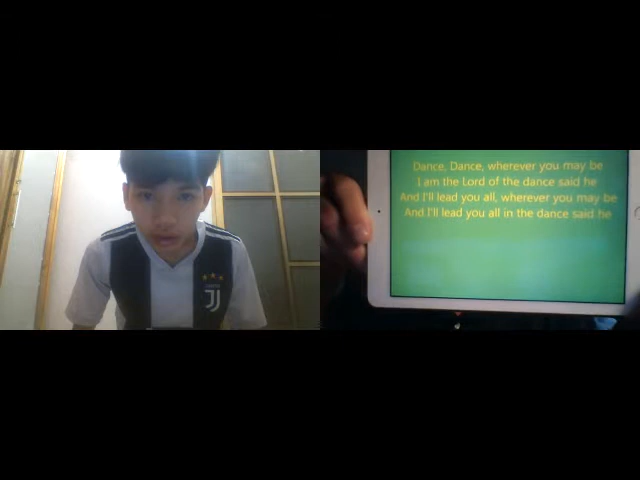 Dance, Dance, wherever you may be
I am the Lord of the dance said he
And I'll lead you all, wherever you may be
And I'll lead you all in the dance said he